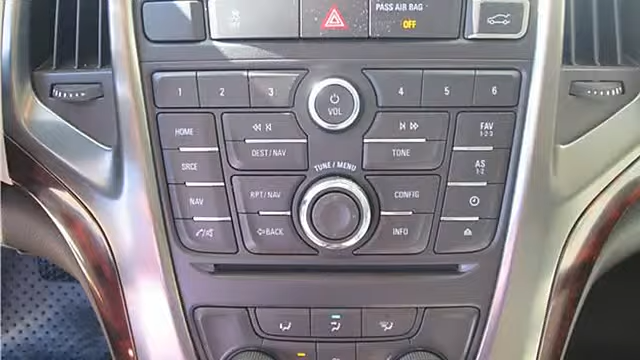 PASS AIR BAG
OFF
1 2 3 4 5 6
VOL
HOME FAV
1-2-3
DEST/NAV TONE
TUNE / MENU
SRCE AS
1-2
NAV RPT/NAV CONFIG
BACK INFO